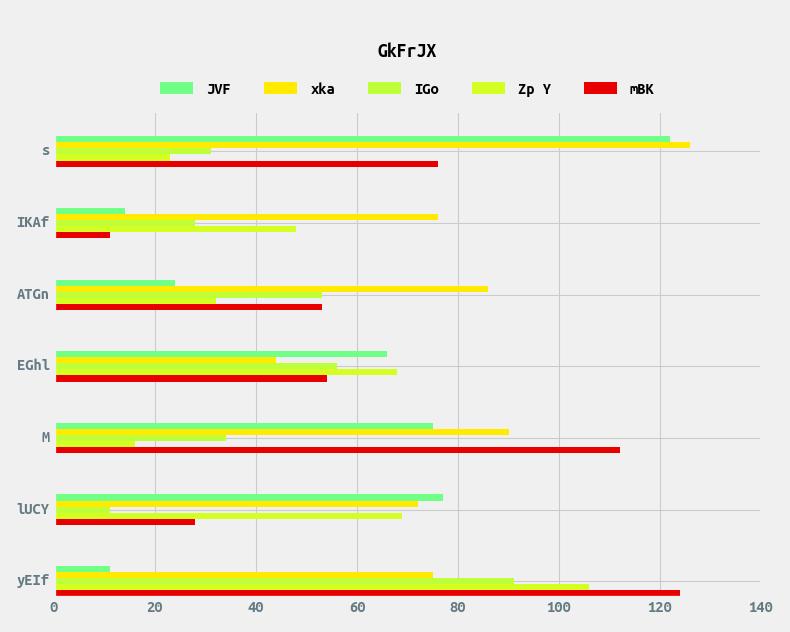 GkFrJX
JVF xka IGo Zp Y mBK
s
IKAf
ATGn
EGhl
M
lUCY
yEIf
0 20 40 60 80 100 120 140